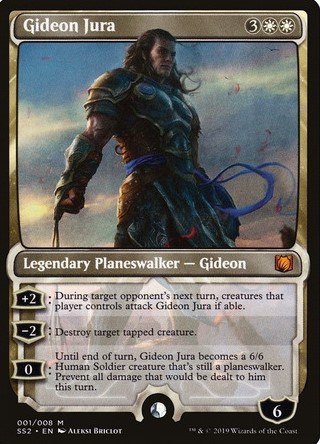 Gideon Jura 3
Legendary Planeswalker — Gideon
+2: During target opponent's next turn, creatures that
player controls attack Gideon Jura if able.
-2: Destroy target tapped creature.
Until end of turn, Gideon Jura becomes a 6/6
0: Human Soldier creature that's still a planeswalker.
Prevent all damage that would be dealt to him
this turn.
6
001/008 M
SS2 • EN Aleksi Briclot
™ & © 2019 Wizards of the Coast